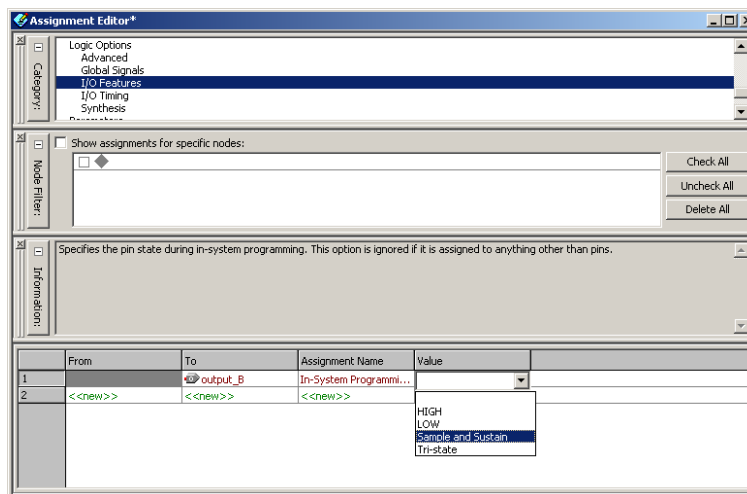 Assignment Editor*
Category:
Logic Options
Advanced
Global Signals
I/O Features
I/O Timing
Synthesis
Parameters
Node Filter:
Show assignments for specific nodes:
Check All
Uncheck All
Delete All
Information:
Specifies the pin state during in-system programming. This option is ignored if it is assigned to anything other than pins.
From To Assignment Name Value
1 output_B In-System Programmi...
2 <<new>> <<new>> <<new>>
HIGH
LOW
Sample and Sustain
Tri-state